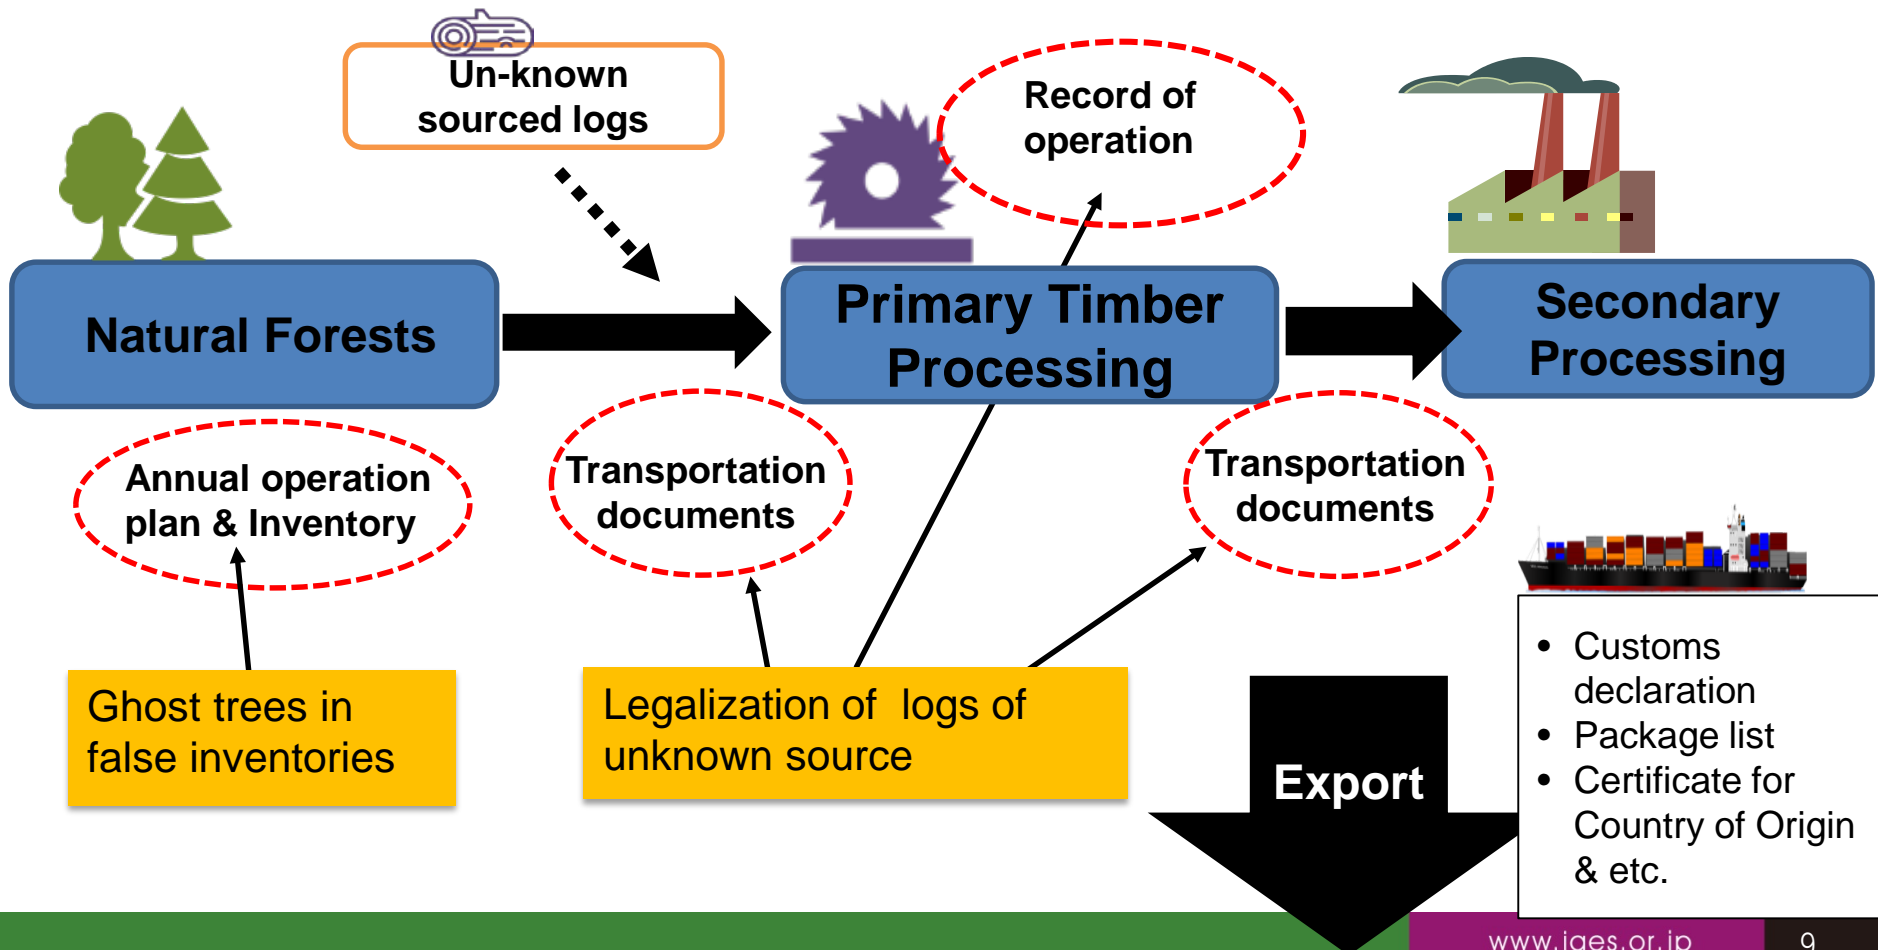 Un-known
sourced logs
Record of
operation
Natural Forests
Primary Timber
Processing
Secondary
Processing
Annual operation
plan & Inventory
Transportation
documents
Transportation
documents
Ghost trees in
false inventories
Legalization of logs of
unknown source
Export
• Customs
declaration
• Package list
• Certificate for
Country of Origin
& etc.
www.iges.or.jp
9